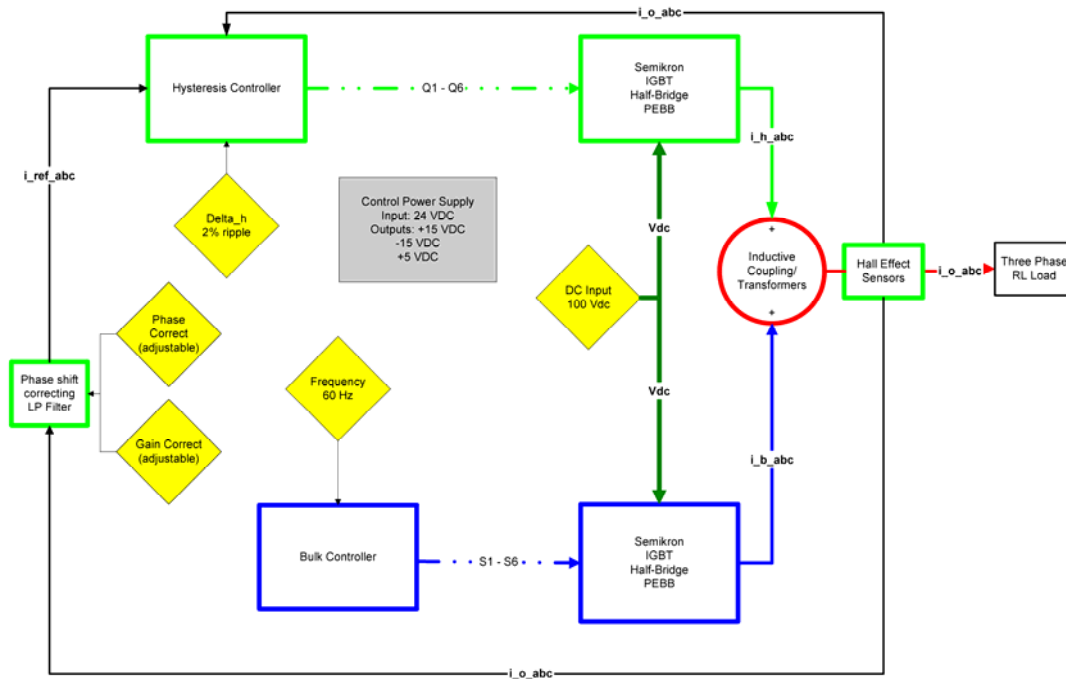 i_o_abc
Hysteresis Controller
Q1 - Q6
Semikron
IGBT
Half-Bridge
PEBB
i_h_abc
i_ref_abc
Delta_h
2% ripple
Control Power Supply
Input: 24 VDC
Outputs: +15 VDC
-15 VDC
+5 VDC
Vdc
+
Inductive
Coupling/
Transformers
+
Hall Effect
Sensors
i_o_abc
Three Phase
RL Load
DC Input
100 Vdc
Phase
Correct
(adjustable)
Phase shift
correcting
LP Filter
Gain Correct
(adjustable)
Frequency
60 Hz
Vdc
i_b_abc
Bulk Controller
S1 - S6
Semikron
IGBT
Half-Bridge
PEBB
i_o_abc